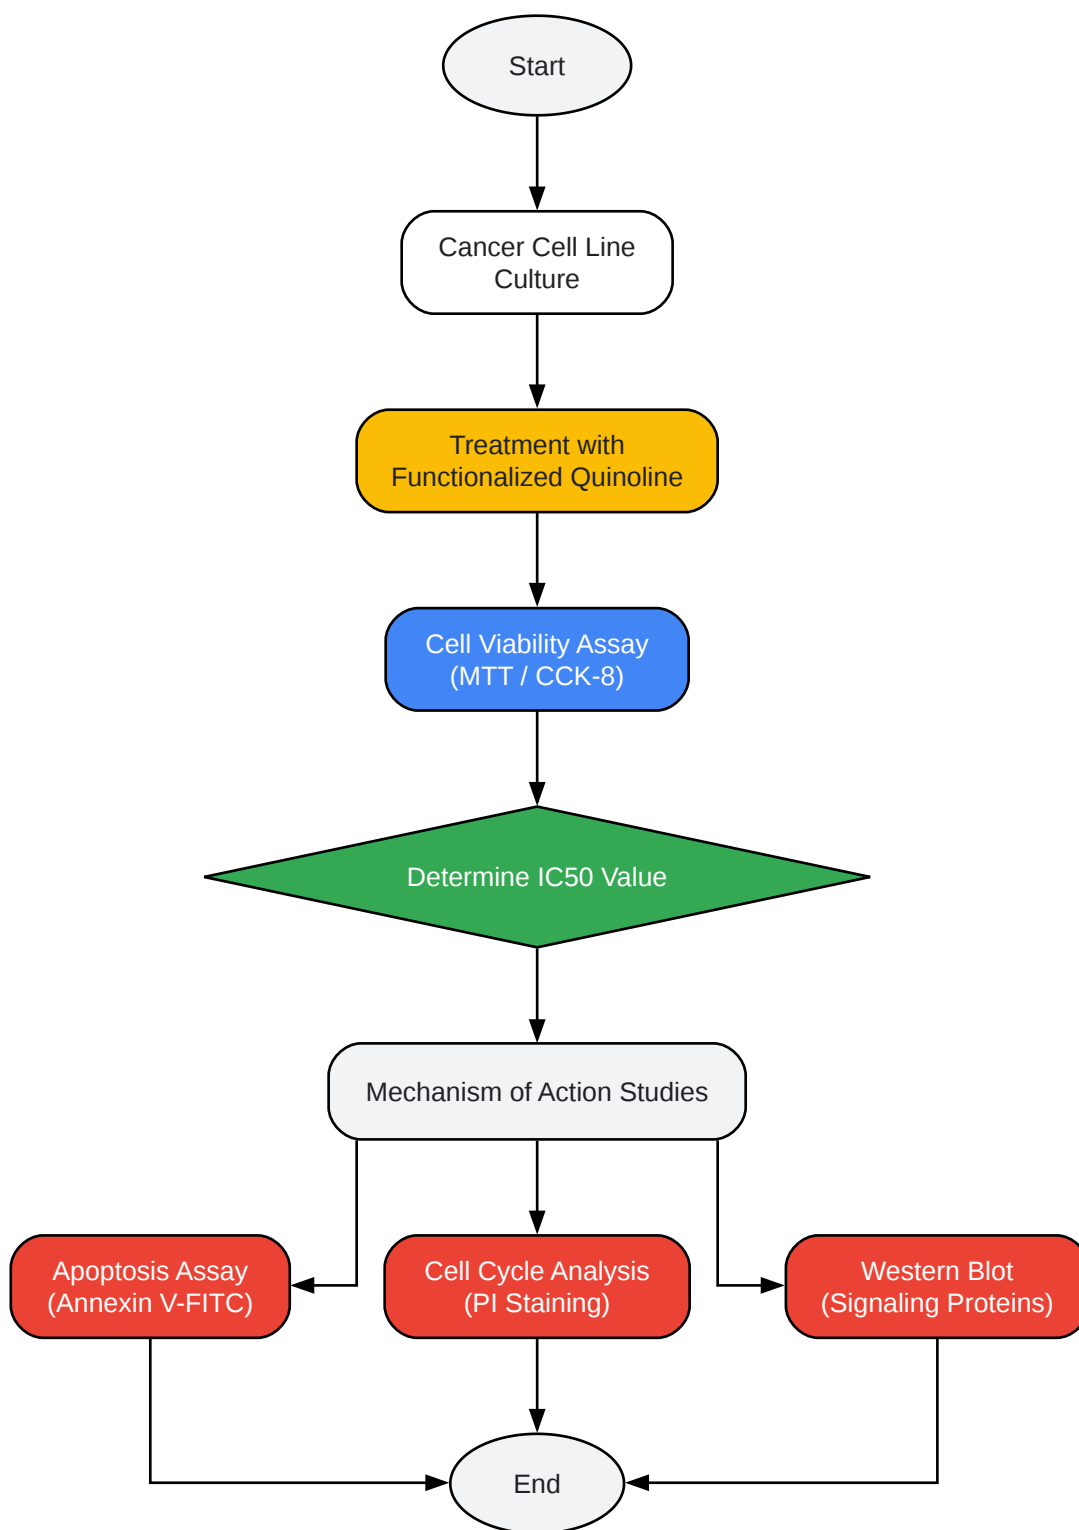 Start
Cancer Cell Line
Culture
Treatment with
Functionalized Quinoline
Cell Viability Assay
(MTT / CCK-8)
Determine IC50 Value
Mechanism of Action Studies
Apoptosis Assay
(Annexin V-FITC)
Cell Cycle Analysis
(PI Staining)
Western Blot
(Signaling Proteins)
End